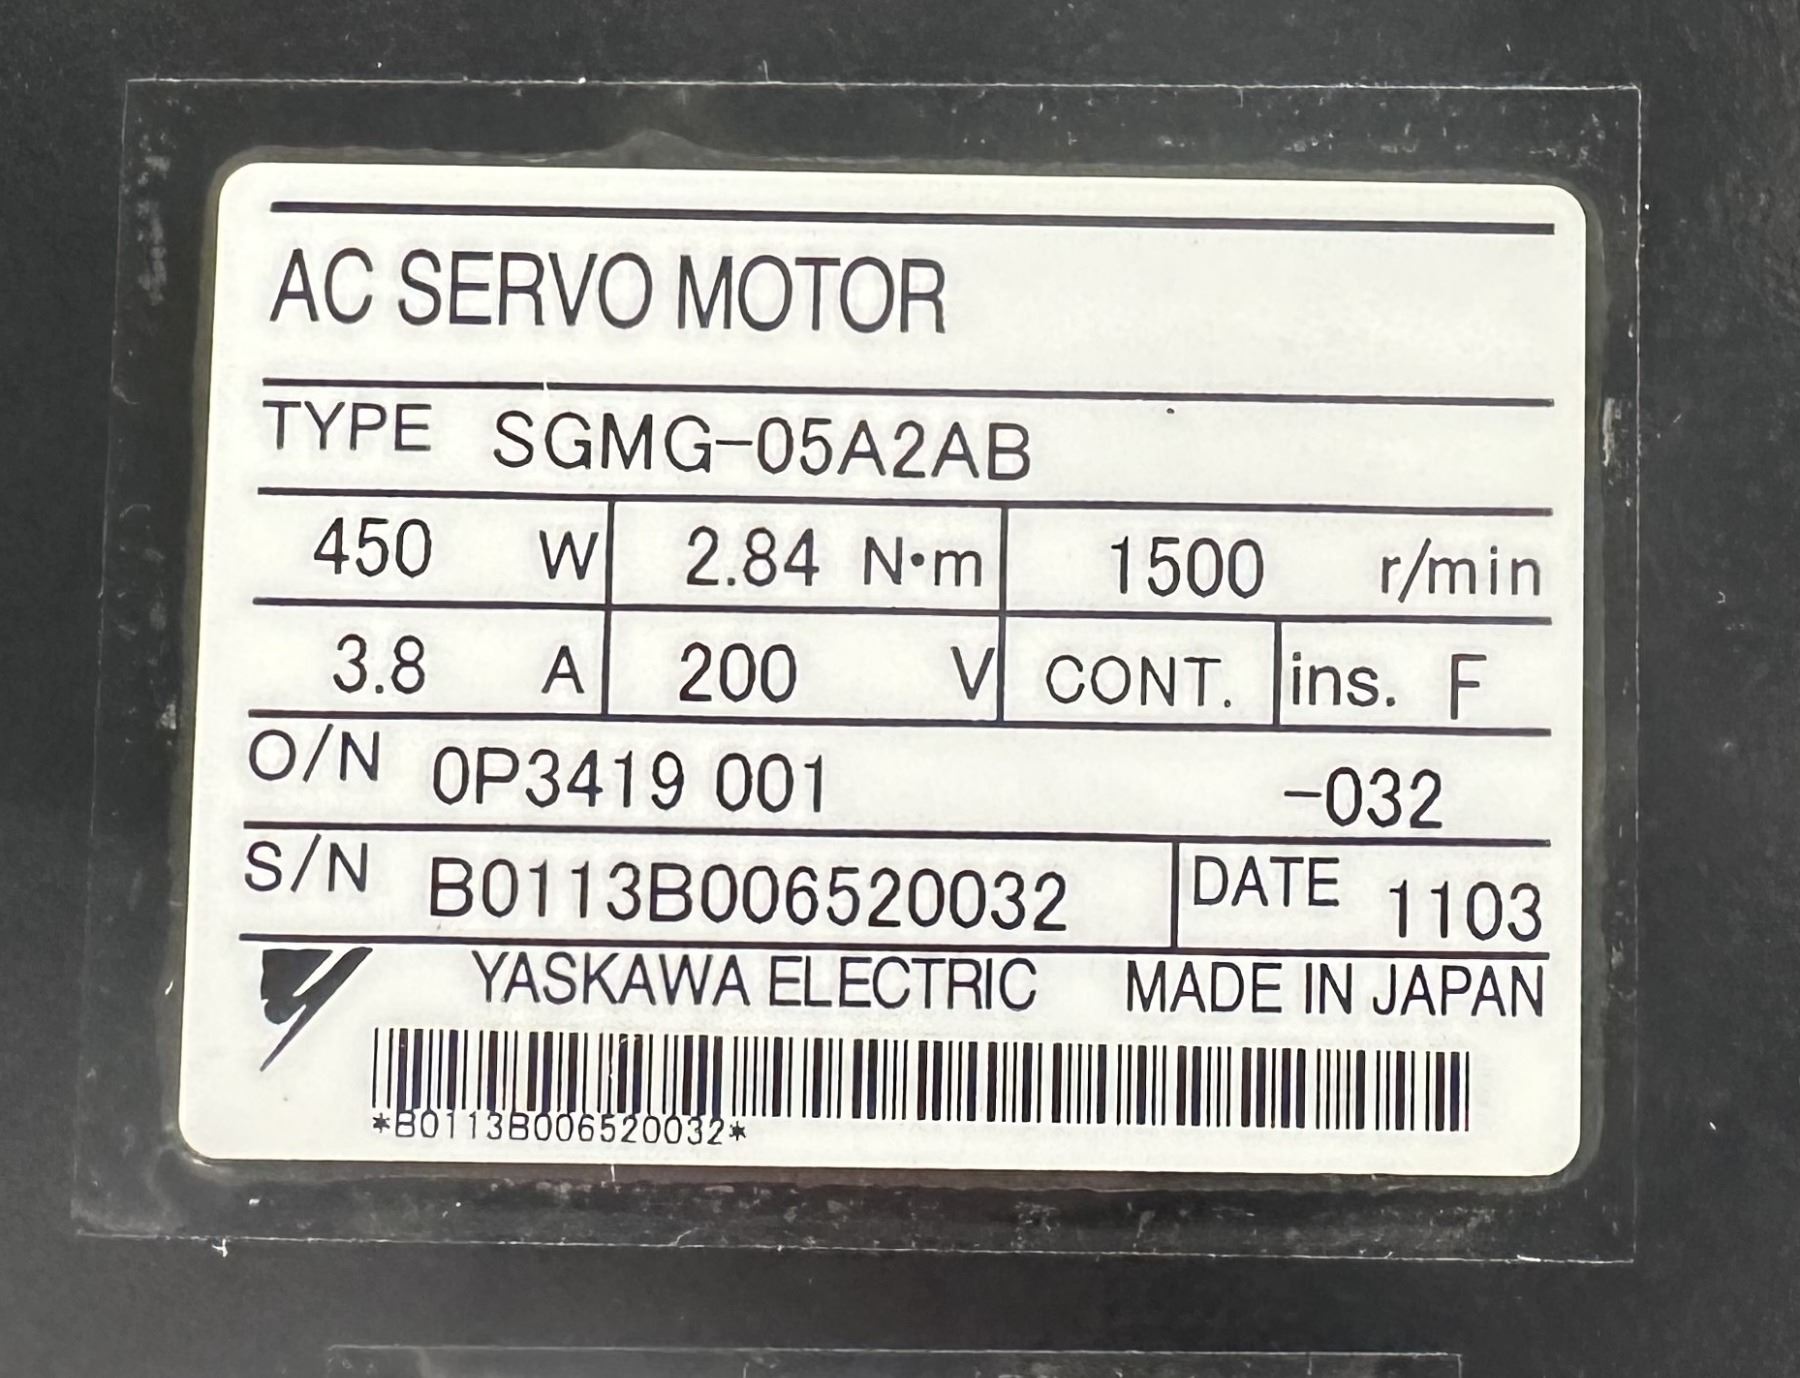 AC SERVO MOTOR
TYPE SGMG-05A2AB
450 W 2.84 N·m 1500 r/min
3.8 A 200 V CONT. ins. F
O/N 0P3419 001 -032
S/N B0113B006520032 DATE 1103
YASKAWA ELECTRIC MADE IN JAPAN
*B0113B006520032*